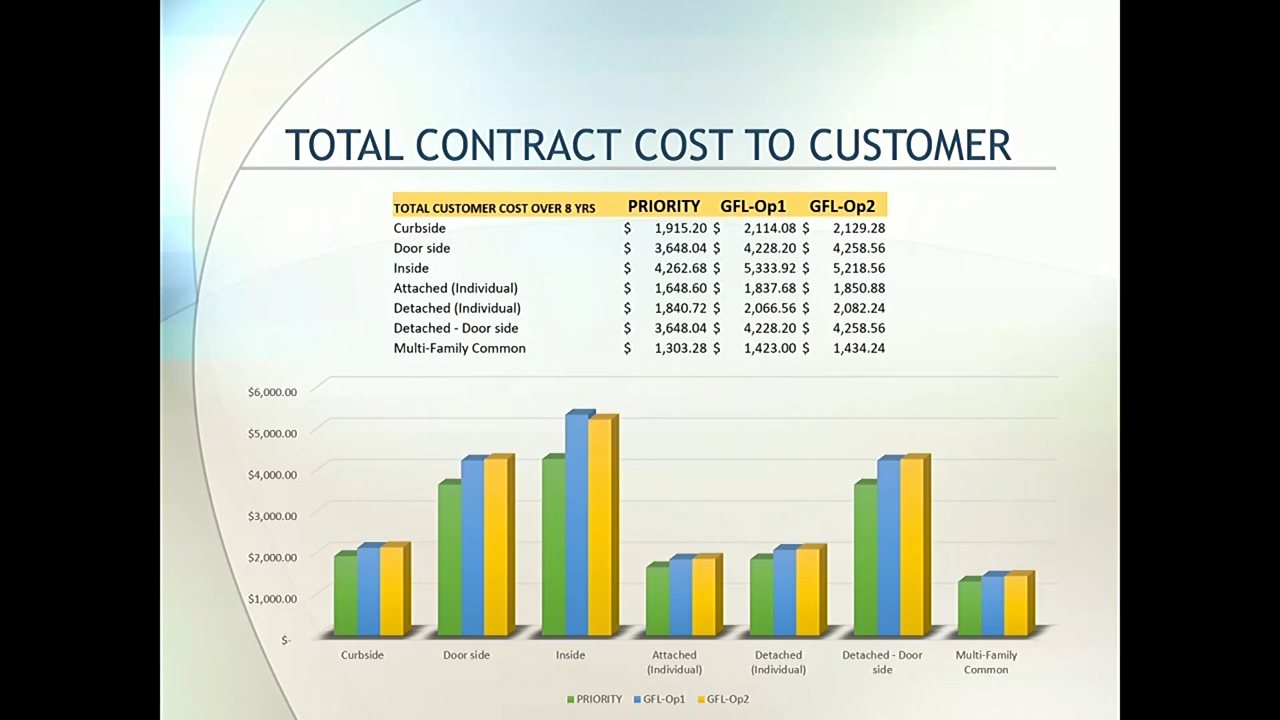 TOTAL CONTRACT COST TO CUSTOMER
TOTAL CUSTOMER COST OVER 8 YRS PRIORITY GFL-Op1 GFL-Op2
Curbside $ 1,915.20 $ 2,114.08 $ 2,129.28
Door side $ 3,648.04 $ 4,228.20 $ 4,258.56
Inside $ 4,262.68 $ 5,333.92 $ 5,218.56
Attached (Individual) $ 1,648.60 $ 1,837.68 $ 1,850.88
Detached (Individual) $ 1,840.72 $ 2,066.56 $ 2,082.24
Detached - Door side $ 3,648.04 $ 4,228.20 $ 4,258.56
Multi-Family Common $ 1,303.28 $ 1,423.00 $ 1,434.24
$6,000.00
$5,000.00
$4,000.00
$3,000.00
$2,000.00
$1,000.00
$-
Curbside Door side Inside Attached Detached Detached - Door Multi-Family
(Individual) (Individual) side Common
PRIORITY GFL-Op1 GFL-Op2